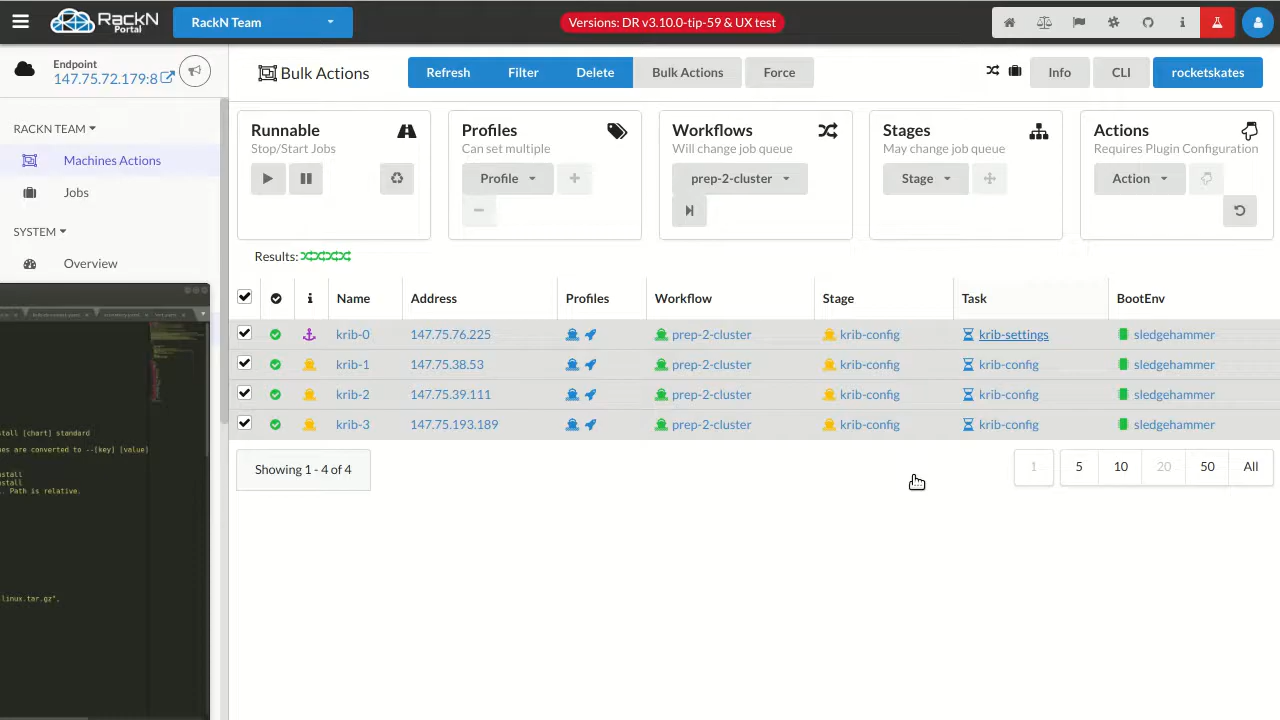 RackN Portal
RackN Team
Versions: DR v3.10.0-tip-59 & UX test
Endpoint
147.75.72.179:8
RACKN TEAM
Machines Actions
Jobs
SYSTEM
Overview
Bulk Actions
Refresh
Filter
Delete
Bulk Actions
Force
Info
CLI
rocketskates
Runnable
Stop/Start Jobs
Profiles
Can set multiple
Profile
Workflows
Will change job queue
prep-2-cluster
Stages
May change job queue
Stage
Actions
Requires Plugin Configuration
Action
Results:
Name Address Profiles Workflow Stage Task BootEnv
krib-0 147.75.76.225 prep-2-cluster krib-config krib-settings sledgehammer
krib-1 147.75.38.53 prep-2-cluster krib-config krib-config sledgehammer
krib-2 147.75.39.111 prep-2-cluster krib-config krib-config sledgehammer
krib-3 147.75.193.189 prep-2-cluster krib-config krib-config sledgehammer
Showing 1 - 4 of 4
1 5 10 20 50 All
stall [chart] standard
es are converted to --[key] [value]
nstall
nstall
. Path is relative.
linux.tar.gz",